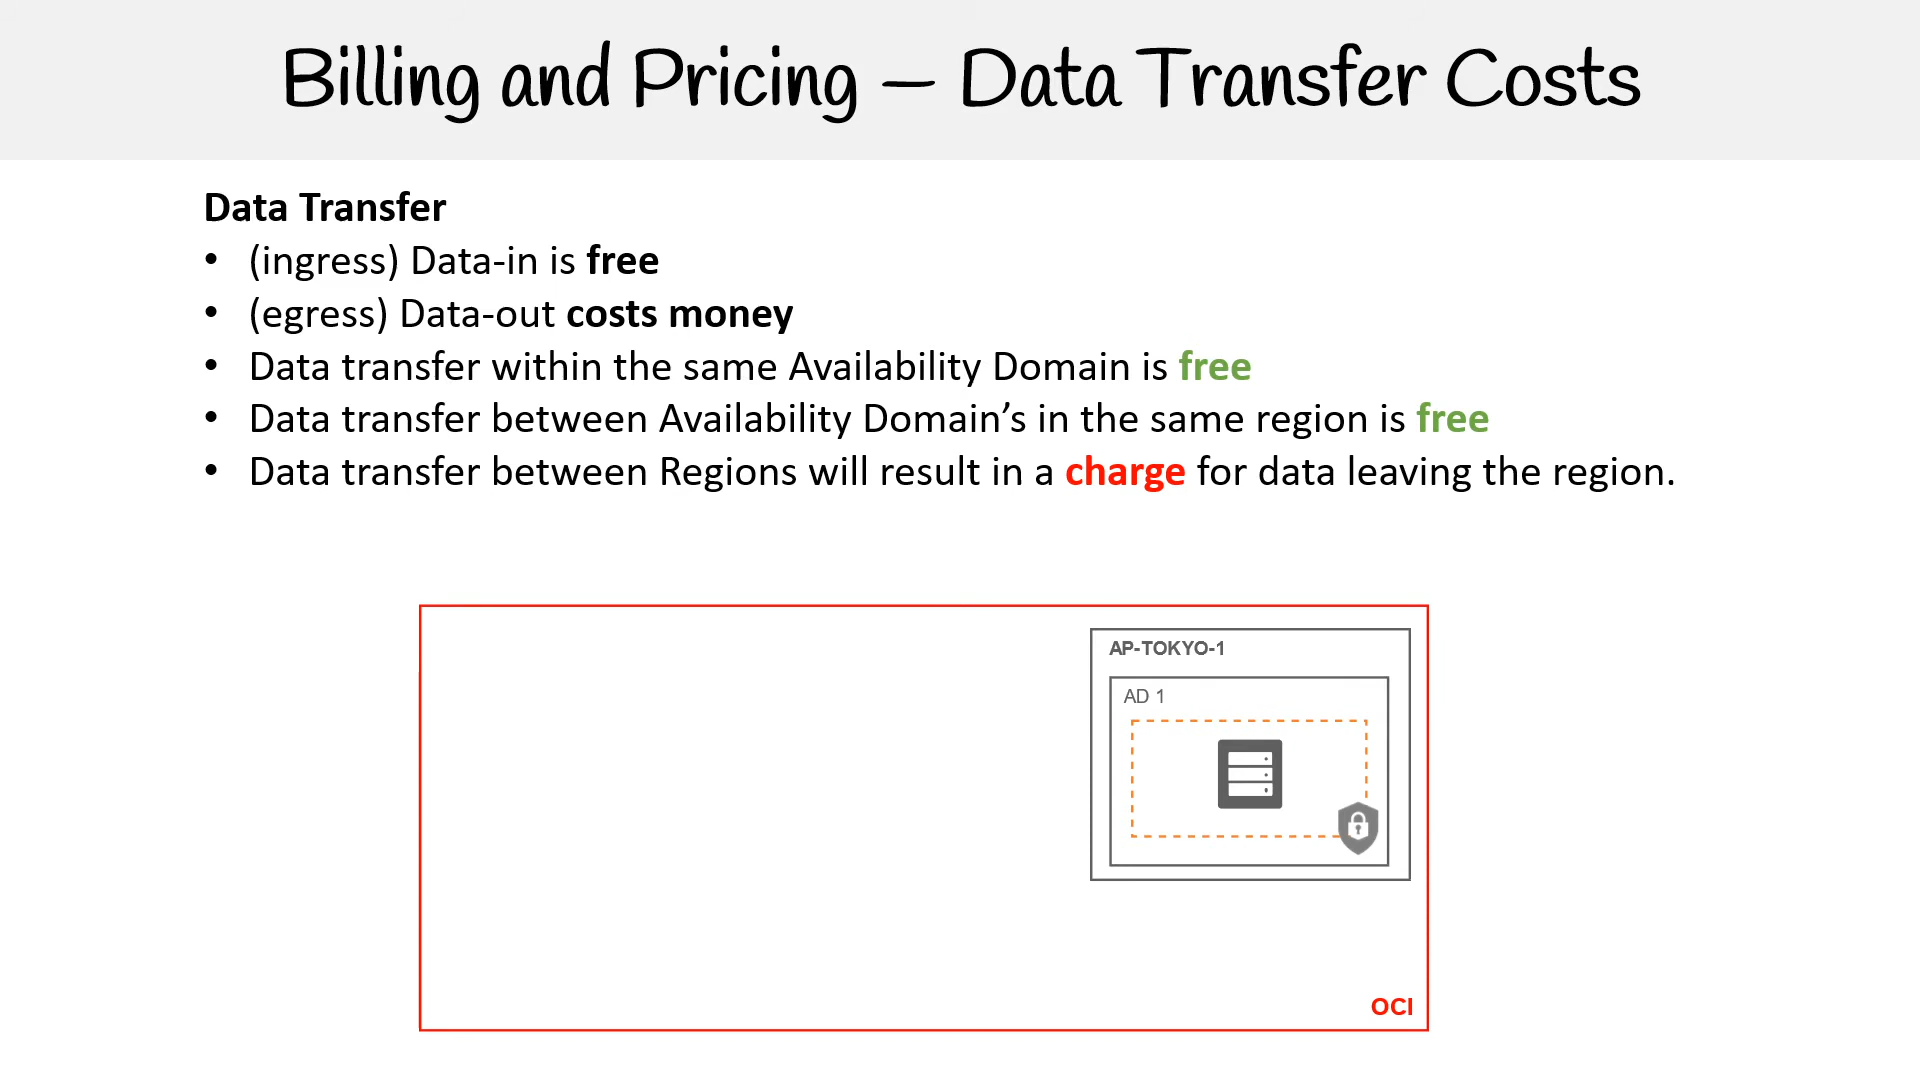 Billing and Pricing – Data Transfer Costs
Data Transfer
• (ingress) Data-in is free
• (egress) Data-out costs money
• Data transfer within the same Availability Domain is free
• Data transfer between Availability Domain’s in the same region is free
• Data transfer between Regions will result in a charge for data leaving the region.
AP-TOKYO-1
AD 1
OCI